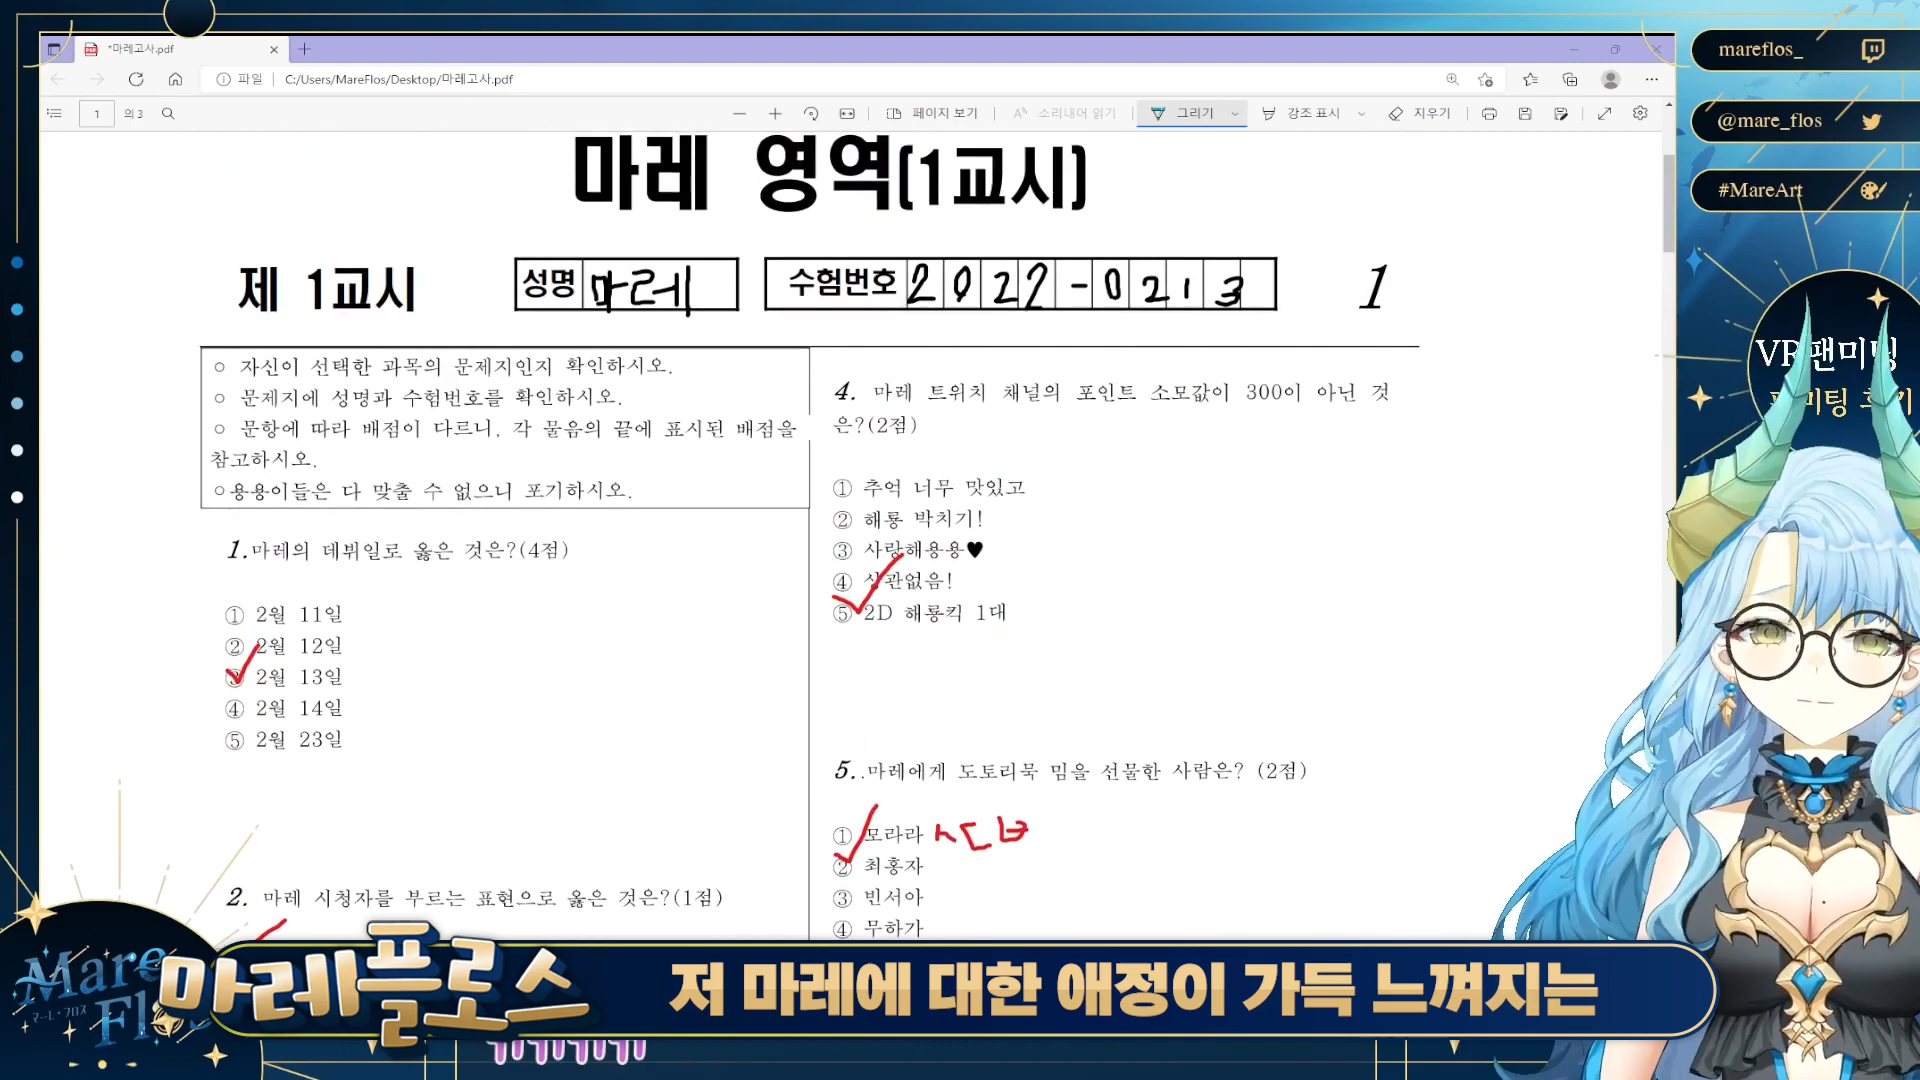 *마레고사.pdf
파일
C:/Users/MareFlos/Desktop/마레고사.pdf
1 의 3
페이지 보기
소리내어 읽기
그리기
강조 표시
지우기
마레 영역(1교시)
제 1교시
성명 마레
수험번호 2022-0213
1
○ 자신이 선택한 과목의 문제지인지 확인하시오.
○ 문제지에 성명과 수험번호를 확인하시오.
○ 문항에 따라 배점이 다르니, 각 물음의 끝에 표시된 배점을
참고하시오.
○용용이들은 다 맞출 수 없으니 포기하시오.
1.마레의 데뷔일로 옳은 것은?(4점)
① 2월 11일
② 2월 12일
③ 2월 13일
④ 2월 14일
⑤ 2월 23일
2. 마레 시청자를 부르는 표현으로 옳은 것은?(1점)
4. 마레 트위치 채널의 포인트 소모값이 300이 아닌 것
은?(2점)
① 추억 너무 맛있고
② 해룡 박치기!
③ 사랑해용용♥
④ 상관없음!
⑤ 2D 해룡킥 1대
5..마레에게 도토리묵 밈을 선물한 사람은? (2점)
① 모라라
② 최홍자
③ 빈서아
④ 무하가
mareflos_
@mare_flos
#MareArt
VR팬미팅
Mare
マーレ・フロス
마레플로스
저 마레에 대한 애정이 가득 느껴지는